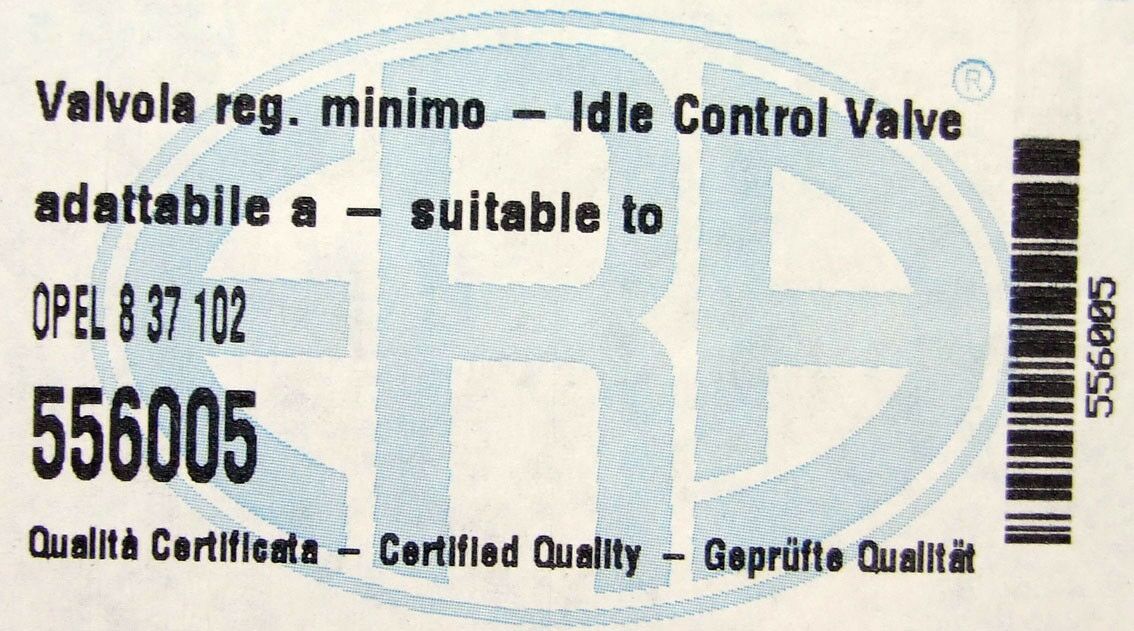 Valvola reg. minimo – Idle Control Valve
adattabile a – suitable to
OPEL 8 37 102
556005
Qualità Certificata – Certified Quality – Geprüfte Qualität
556005
ERA
®